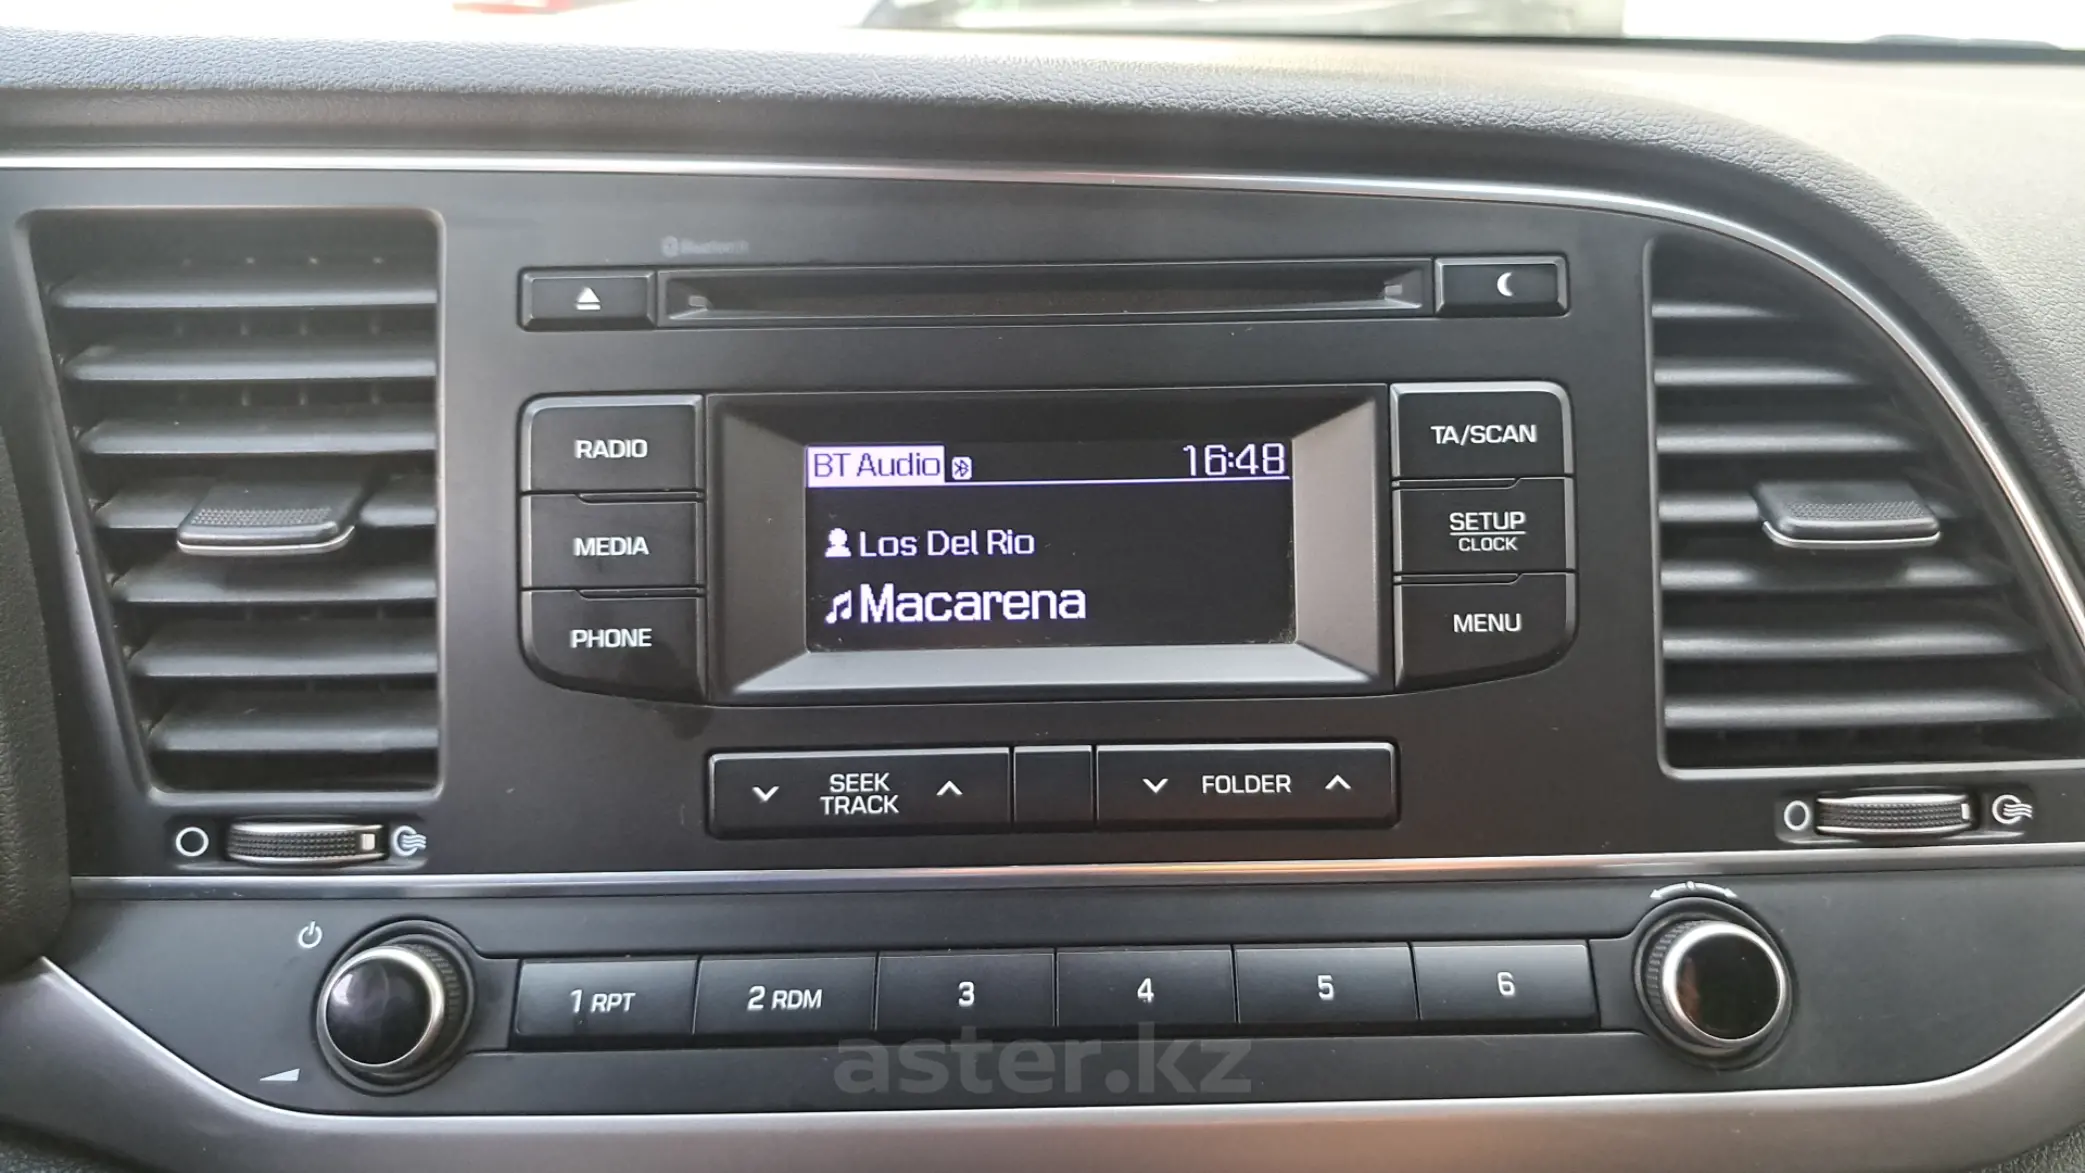 Bluetooth
RADIO
MEDIA
PHONE
BT Audio 16:48
Los Del Rio
Macarena
TA/SCAN
SETUP
CLOCK
MENU
SEEK
TRACK
FOLDER
1 RPT
2 RDM
3
4
5
6
aster.kz